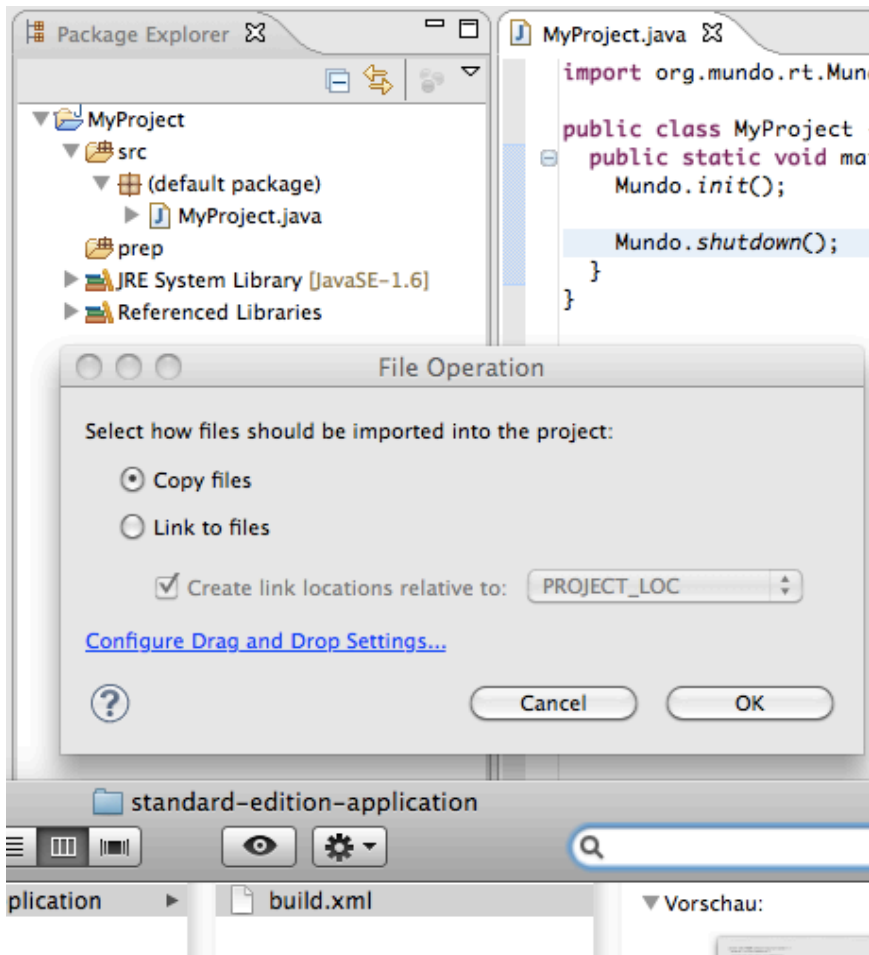 Package Explorer
MyProject
src
(default package)
MyProject.java
prep
JRE System Library [JavaSE-1.6]
Referenced Libraries
MyProject.java
import org.mundo.rt.Mun
public class MyProject
public static void ma
Mundo.init();
Mundo.shutdown();
}
}
File Operation
Select how files should be imported into the project:
Copy files
Link to files
Create link locations relative to: PROJECT_LOC
Configure Drag and Drop Settings...
? Cancel OK
standard-edition-application
plication build.xml Vorschau: